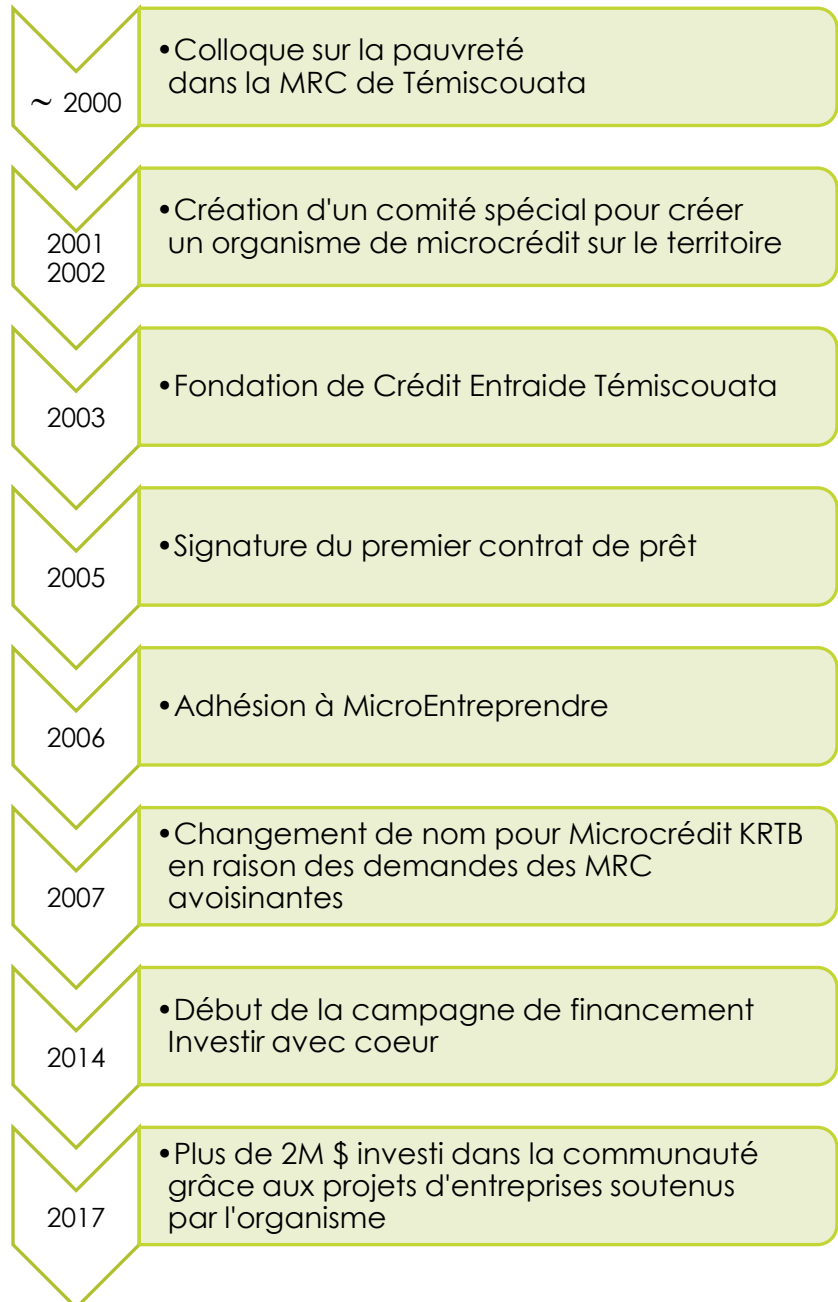 ~ 2000
•Colloque sur la pauvreté
dans la MRC de Témiscouata
2001
2002
•Création d'un comité spécial pour créer
un organisme de microcrédit sur le territoire
2003
•Fondation de Crédit Entraide Témiscouata
2005
•Signature du premier contrat de prêt
2006
•Adhésion à MicroEntreprendre
2007
•Changement de nom pour Microcrédit KRTB
en raison des demandes des MRC
avoisinantes
2014
•Début de la campagne de financement
Investir avec coeur
2017
•Plus de 2M $ investi dans la communauté
grâce aux projets d'entreprises soutenus
par l'organisme